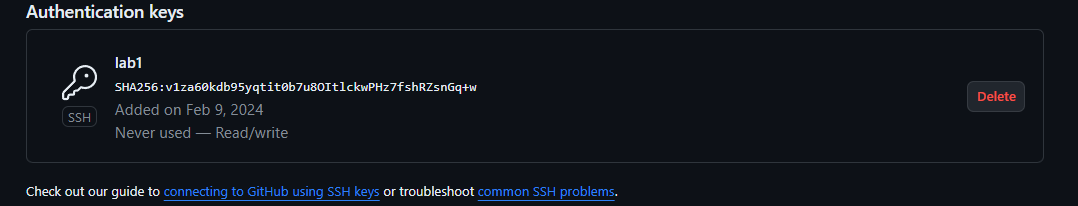 Authentication keys
lab1
SHA256:v1za60kdb95yqtit0b7u8OItlckwPHz7fshRZsnGq+w
SSH
Added on Feb 9, 2024
Never used — Read/write
Delete
Check out our guide to connecting to GitHub using SSH keys or troubleshoot common SSH problems.